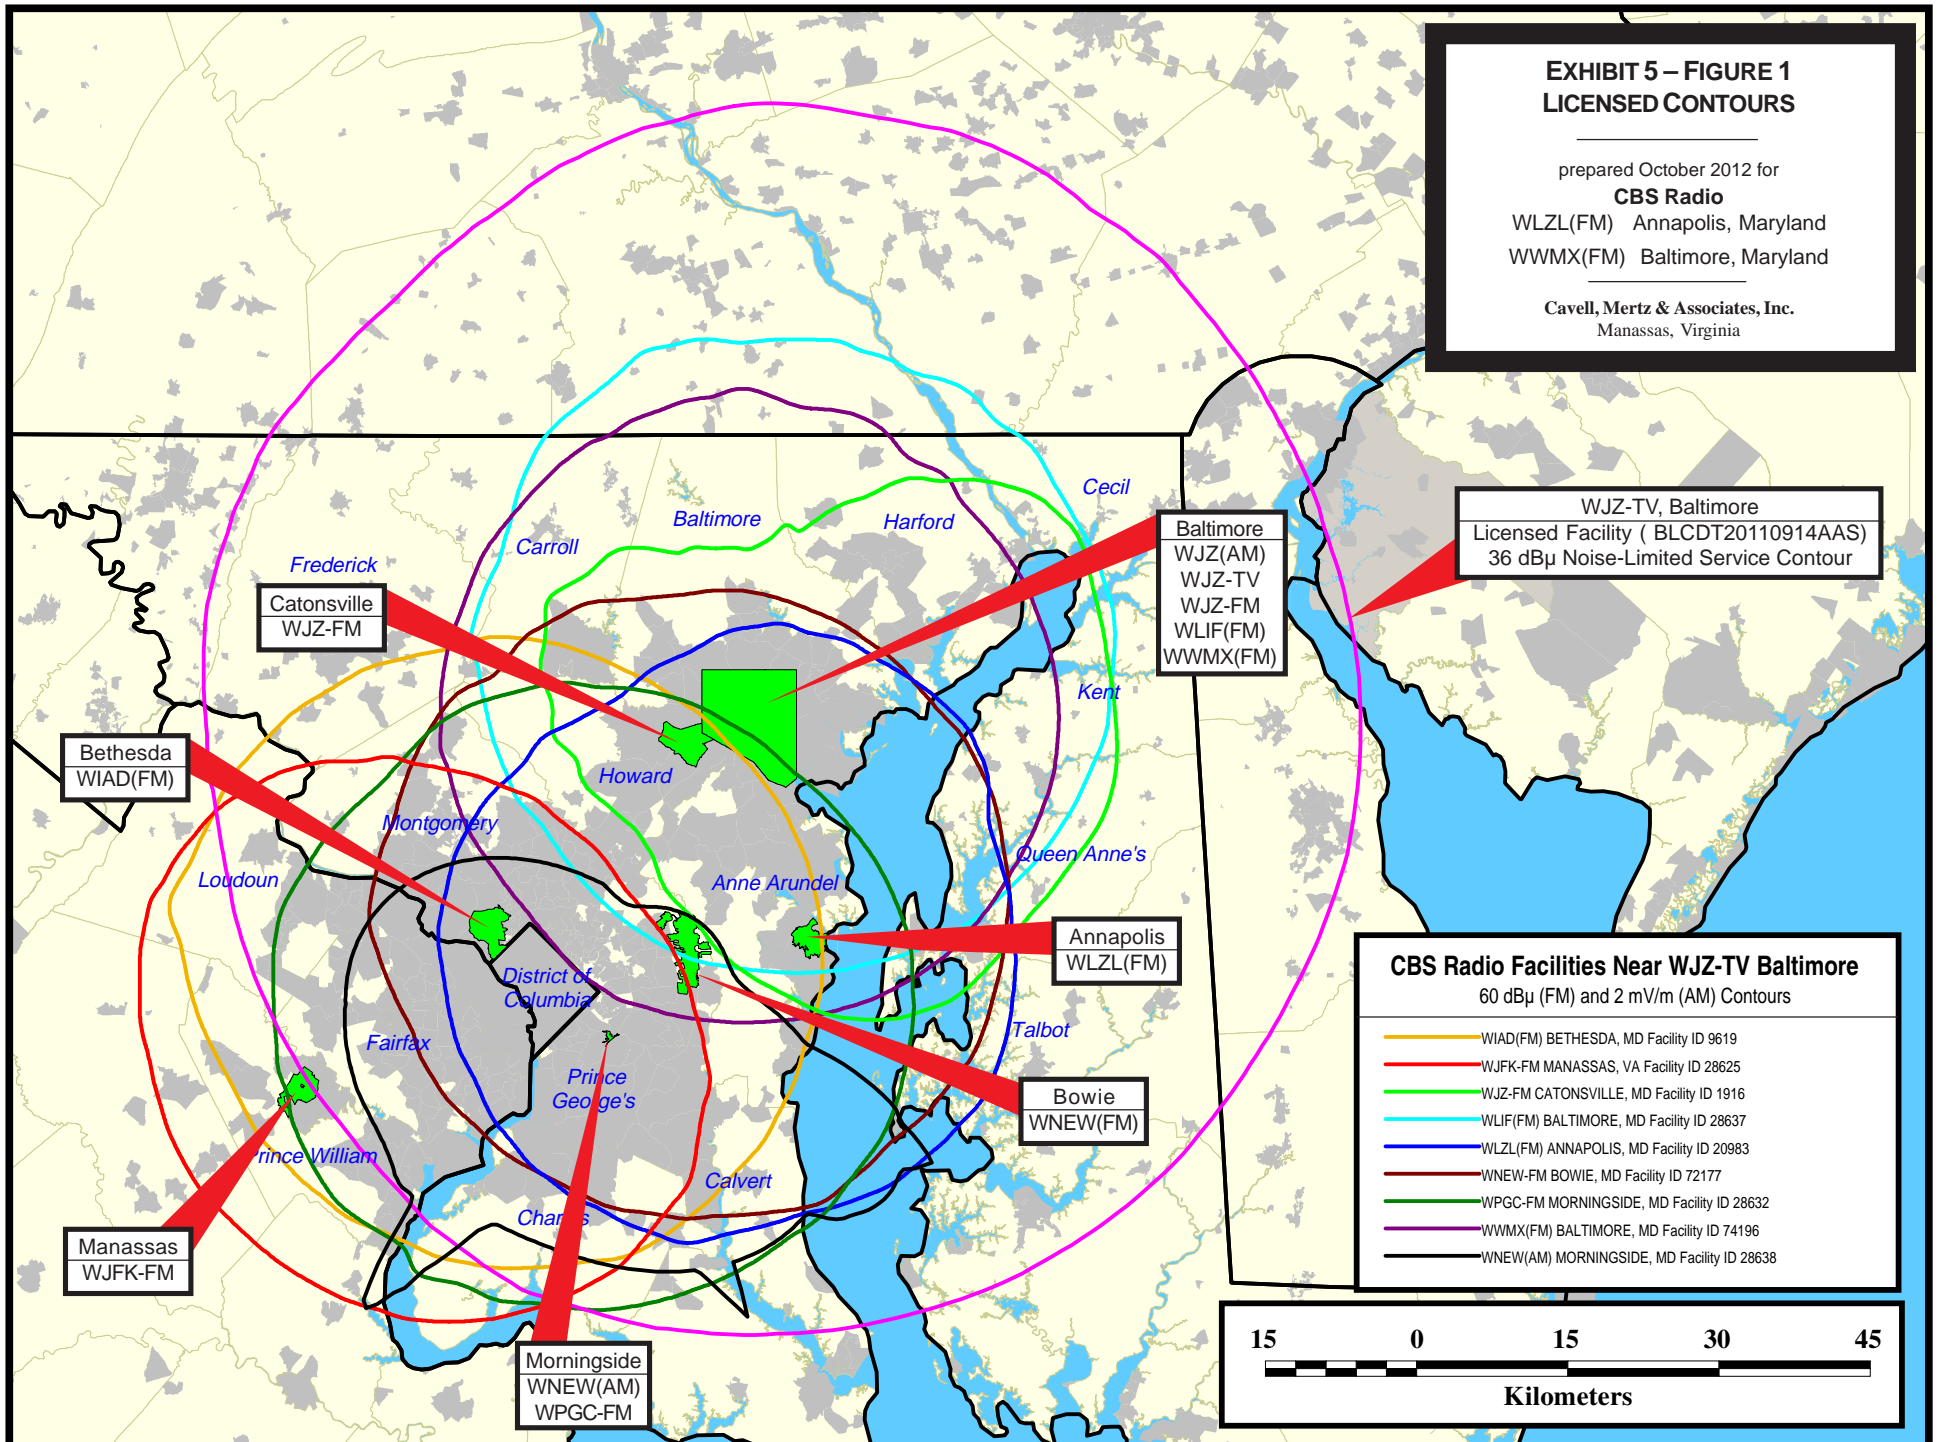 EXHIBIT 5 – FIGURE 1
LICENSED CONTOURS
prepared October 2012 for
CBS Radio
WLZL(FM) Annapolis, Maryland
WWMX(FM) Baltimore, Maryland
Cavell, Mertz & Associates, Inc.
Manassas, Virginia
Cecil
Baltimore
Harford
Carroll
Frederick
WJZ-TV, Baltimore
Licensed Facility ( BLCDT20110914AAS)
36 dBµ Noise-Limited Service Contour
Baltimore
WJZ(AM)
WJZ-TV
WJZ-FM
WLIF(FM)
WWMX(FM)
Catonsville
WJZ-FM
Kent
Bethesda
WIAD(FM)
Howard
Montgomery
Queen Anne's
Loudoun
Anne Arundel
Annapolis
WLZL(FM)
District of
Columbia
Talbot
Fairfax
Prince
George's
Bowie
WNEW(FM)
Prince William
Calvert
Charles
Manassas
WJFK-FM
Morningside
WNEW(AM)
WPGC-FM
CBS Radio Facilities Near WJZ-TV Baltimore
60 dBµ (FM) and 2 mV/m (AM) Contours
WIAD(FM) BETHESDA, MD Facility ID 9619
WJFK-FM MANASSAS, VA Facility ID 28625
WJZ-FM CATONSVILLE, MD Facility ID 1916
WLIF(FM) BALTIMORE, MD Facility ID 28637
WLZL(FM) ANNAPOLIS, MD Facility ID 20983
WNEW-FM BOWIE, MD Facility ID 72177
WPGC-FM MORNINGSIDE, MD Facility ID 28632
WWMX(FM) BALTIMORE, MD Facility ID 74196
WNEW(AM) MORNINGSIDE, MD Facility ID 28638
15 0 15 30 45
Kilometers